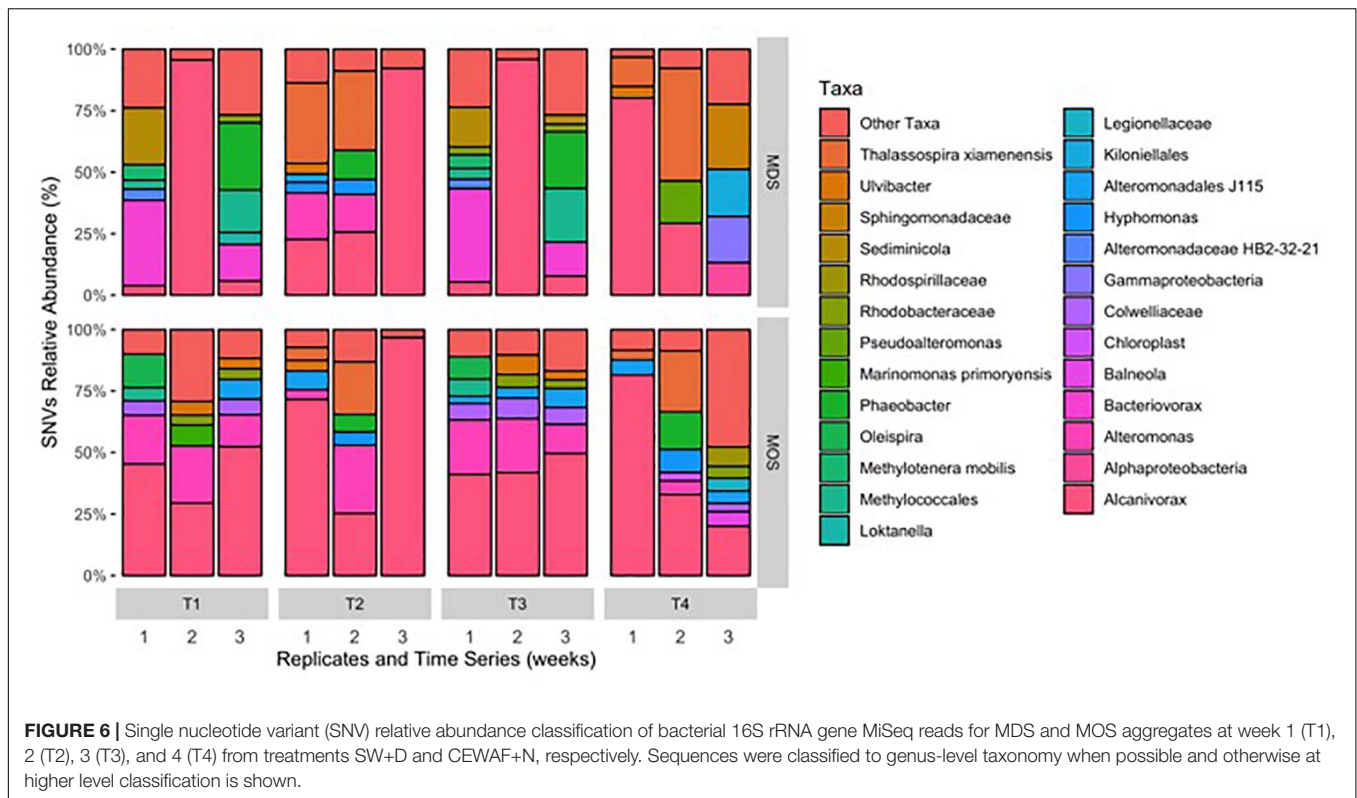 100%
75%
50%
25%
0%
MDS
100%
75%
50%
25%
0%
MOS
SNVs Relative Abundance (%)
T1
T2
T3
T4
1 2 3 1 2 3 1 2 3 1 2 3
Replicates and Time Series (weeks)
Taxa
Other Taxa
Thalassospira xiamenensis
Ulvibacter
Sphingomonadaceae
Sediminicola
Rhodospirillaceae
Rhodobacteraceae
Pseudoalteromonas
Marinomonas primoryensis
Phaeobacter
Oleispira
Methylotenera mobilis
Methylococcales
Loktanella
Legionellaceae
Kiloniellales
Alteromonadales J115
Hyphomonas
Alteromonadaceae HB2-32-21
Gammaproteobacteria
Colwelliaceae
Chloroplast
Balneola
Bacteriovorax
Alteromonas
Alphaproteobacteria
Alcanivorax
FIGURE 6 | Single nucleotide variant (SNV) relative abundance classification of bacterial 16S rRNA gene MiSeq reads for MDS and MOS aggregates at week 1 (T1),
2 (T2), 3 (T3), and 4 (T4) from treatments SW+D and CEWAF+N, respectively. Sequences were classified to genus-level taxonomy when possible and otherwise at
higher level classification is shown.